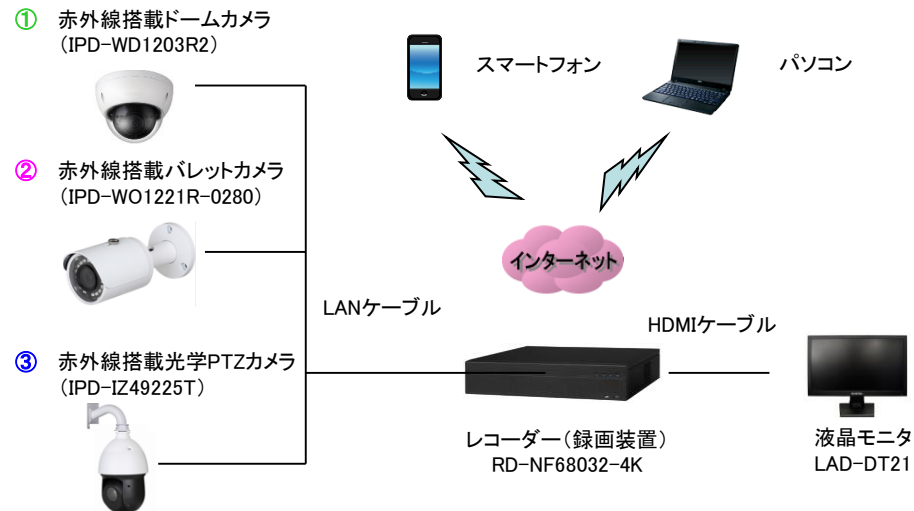 ① 赤外線搭載ドームカメラ
(IPD-WD1203R2)
スマートフォン
パソコン
② 赤外線搭載バレットカメラ
(IPD-WO1221R-0280)
インターネット
LANケーブル
HDMIケーブル
③ 赤外線搭載光学PTZカメラ
(IPD-IZ49225T)
レコーダー(録画装置)
RD-NF68032-4K
液晶モニタ
LAD-DT21